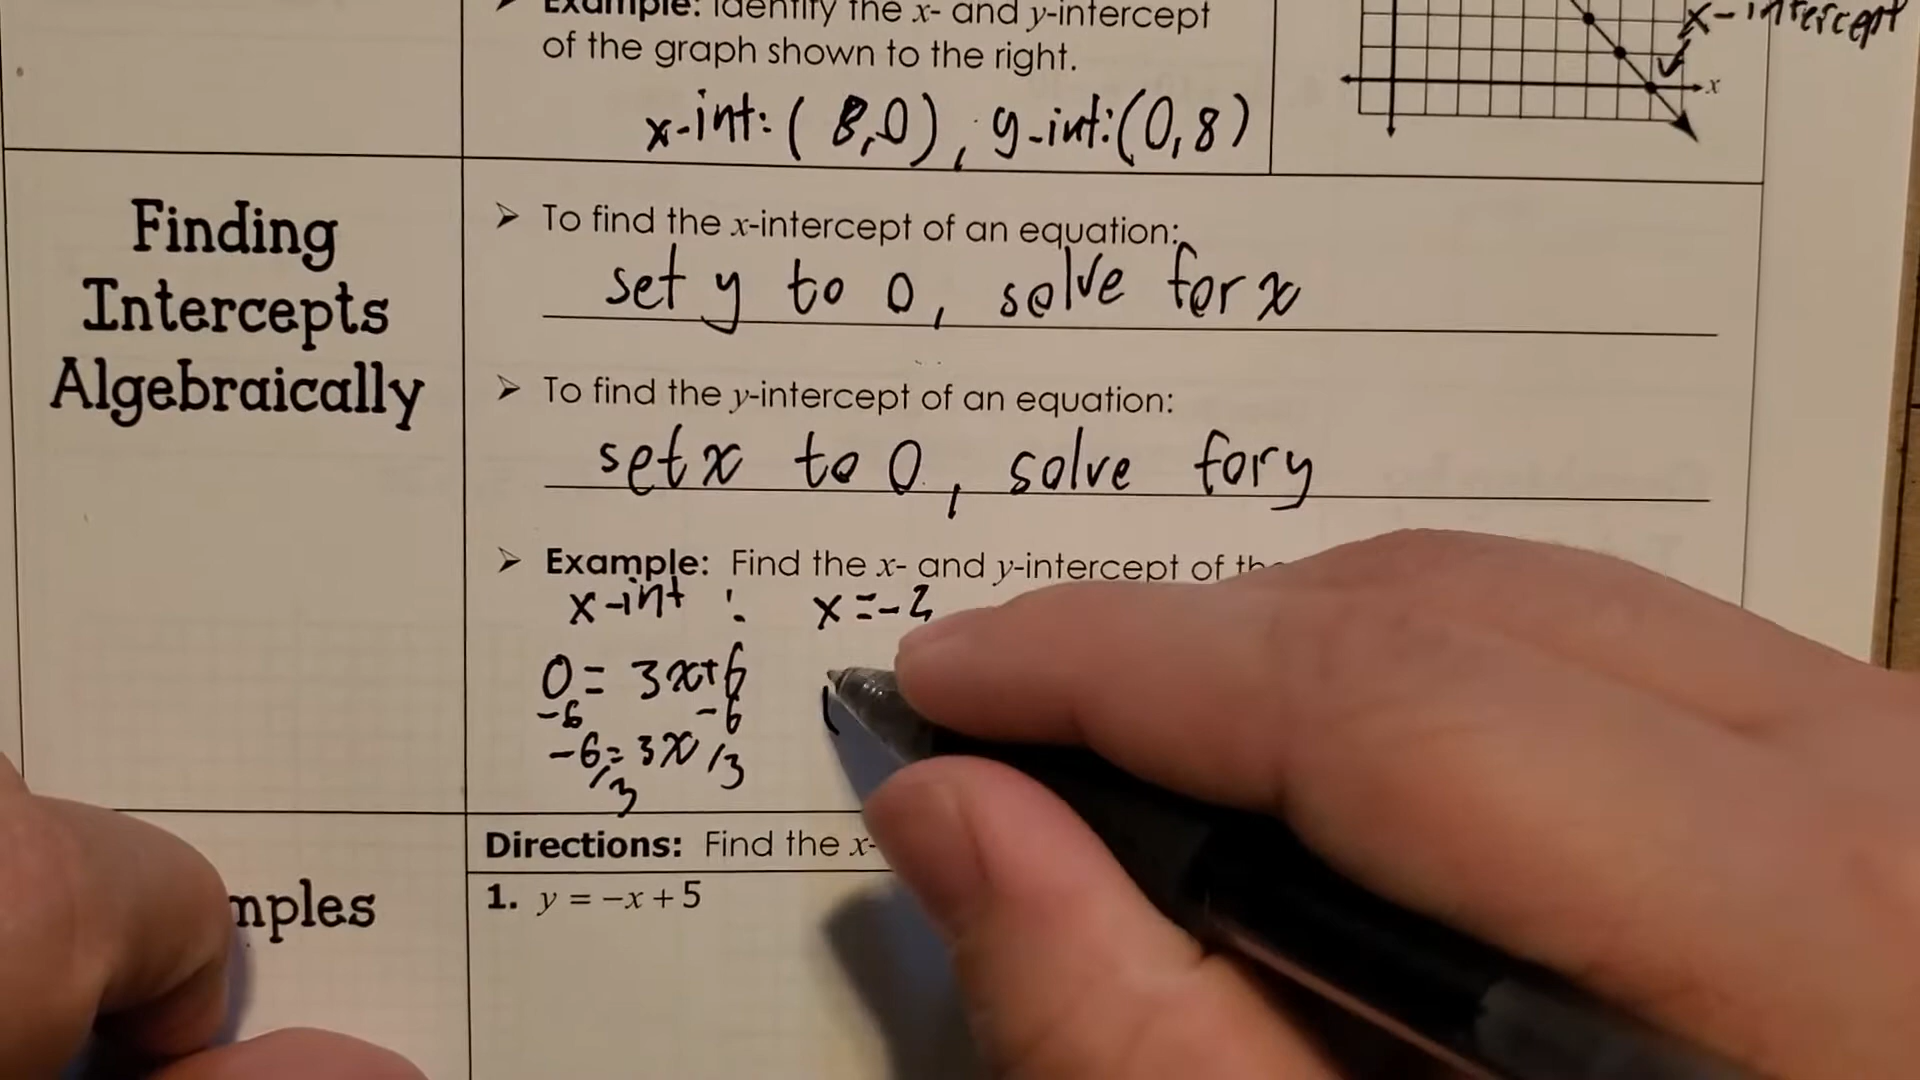 Example: Identify the x- and y-intercept
of the graph shown to the right.
x-int: (8,0), y-int:(0,8)
x-intercept
x
Finding
Intercepts
Algebraically
To find the x-intercept of an equation:
set y to 0, solve for x
To find the y-intercept of an equation:
set x to 0, solve for y
Example: Find the x- and y-intercept of
x-int : x=-2
0= 3x+6
-6 -6
-6=3x /3
/3
(
Directions: Find the x-
mples
1. y = −x + 5